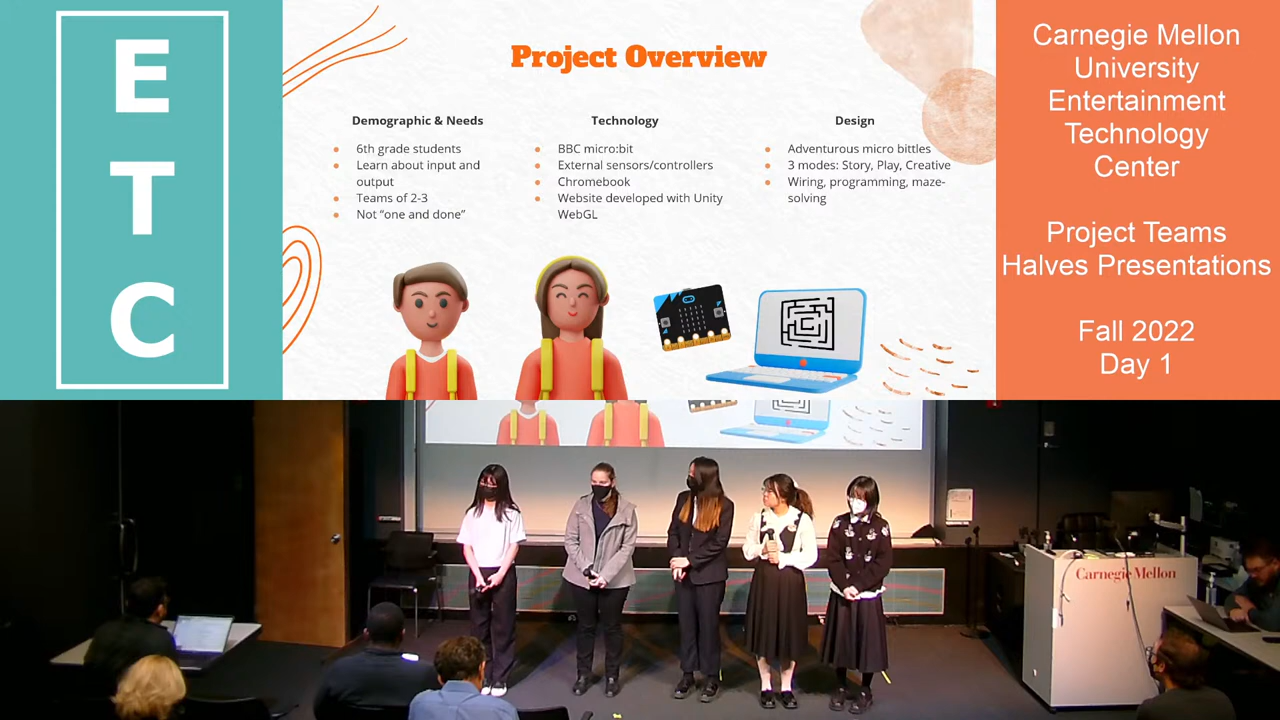 E
T
C
Project Overview
Demographic & Needs
6th grade students
Learn about input and
output
Teams of 2-3
Not “one and done”
Technology
BBC micro:bit
External sensors/controllers
Chromebook
Website developed with Unity
WebGL
Design
Adventurous micro bittles
3 modes: Story, Play, Creative
Wiring, programming, maze-
solving
Carnegie Mellon
University
Entertainment
Technology
Center
Project Teams
Halves Presentations
Fall 2022
Day 1
Carnegie Mellon